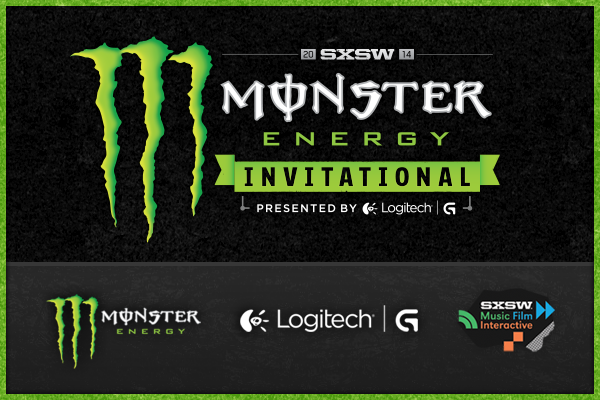 20 SXSW 14
MONSTER
ENERGY
INVITATIONAL
PRESENTED BY Logitech G
MONSTER
ENERGY
Logitech G
SXSW
Music Film
Interactive